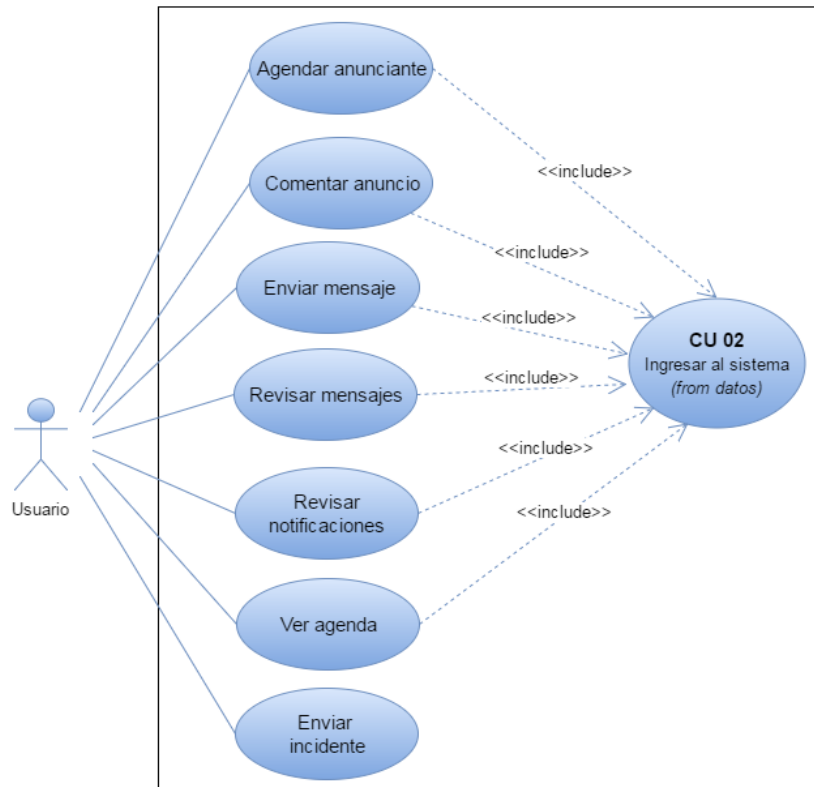 Agendar anunciante
<<include>>
Comentar anuncio
<<include>>
Enviar mensaje
<<include>>
CU 02
Ingresar al sistema
(from datos)
Revisar mensajes
<<include>>
Usuario
Revisar
notificaciones
<<include>>
<<include>>
Ver agenda
Enviar
incidente